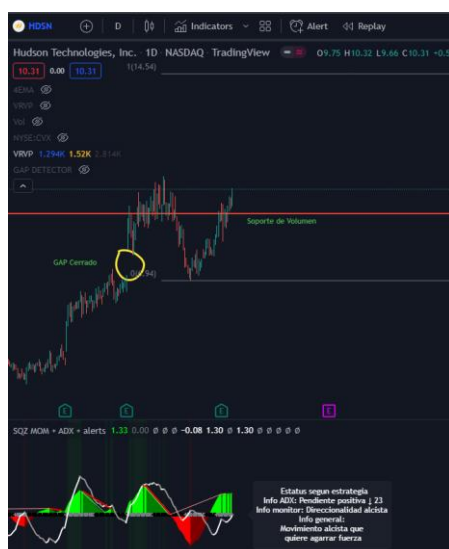 HDSN D Indicators Alert Replay
Hudson Technologies, Inc. · 1D · NASDAQ · TradingView O9.75 H10.32 L9.66 C10.31 +0.5
10.31 0.00 10.31
1(14.54)
4EMA
VRVP
Vol
NYSE:CVX
VRVP 1.294K 1.52K 2.814K
GAP DETECTOR
Soporte de Volumen
GAP Cerrado
E E E E
SQZ MOM + ADX + alerts 1.33 0.00 ø ø ø −0.08 1.30 ø 1.30 ø ø ø ø ø
Estatus segun estrategia
Info ADX: Pendiente positiva ↓ 23
Info monitor: Direccionalidad alcista
Info general:
Movimiento alcista que
quiere agarrar fuerza